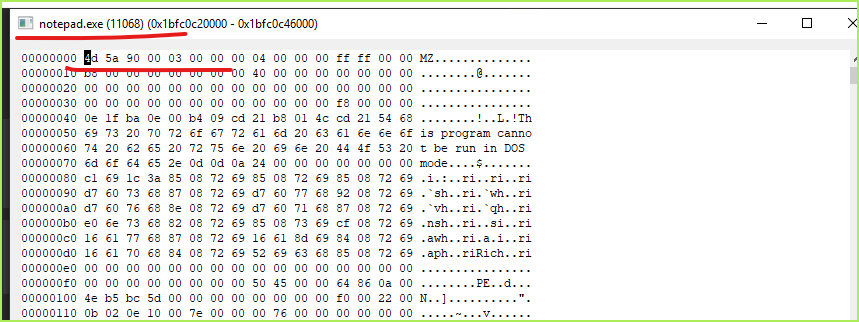 notepad.exe (11068) (0x1bfc0c20000 - 0x1bfc0c46000)
00000000 4d 5a 90 00 03 00 00 00 04 00 00 00 ff ff 00 00 MZ..............
00000010 b8 00 00 00 00 00 00 00 40 00 00 00 00 00 00 00 ........@.......
00000020 00 00 00 00 00 00 00 00 00 00 00 00 00 00 00 00 ................
00000030 00 00 00 00 00 00 00 00 00 00 00 00 f8 00 00 00 ................
00000040 0e 1f ba 0e 00 b4 09 cd 21 b8 01 4c cd 21 54 68 ........!..L.!Th
00000050 69 73 20 70 72 6f 67 72 61 6d 20 63 61 6e 6e 6f is program canno
00000060 74 20 62 65 20 72 75 6e 20 69 6e 20 44 4f 53 20 t be run in DOS
00000070 6d 6f 64 65 2e 0d 0d 0a 24 00 00 00 00 00 00 00 mode....$.......
00000080 c1 69 1c 3a 85 08 72 69 85 08 72 69 85 08 72 69 .i.:..ri..ri..ri
00000090 d7 60 73 68 87 08 72 69 d7 60 77 68 92 08 72 69 .`sh..ri.`wh..ri
000000a0 d7 60 76 68 8e 08 72 69 d7 60 71 68 87 08 72 69 .`vh..ri.`qh..ri
000000b0 e0 6e 73 68 82 08 72 69 85 08 73 69 cf 08 72 69 .nsh..ri..si..ri
000000c0 16 61 77 68 87 08 72 69 16 61 8d 69 84 08 72 69 .awh..ri.a.i..ri
000000d0 16 61 70 68 84 08 72 69 52 69 63 68 85 08 72 69 .aph..riRich..ri
000000e0 00 00 00 00 00 00 00 00 00 00 00 00 00 00 00 00 ................
000000f0 00 00 00 00 00 00 00 00 50 45 00 00 64 86 0a 00 ........PE..d...
00000100 4e b5 bc 5d 00 00 00 00 00 00 00 00 f0 00 22 00 N..]..........".
00000110 0b 02 0e 10 00 7e 00 00 00 76 00 00 00 00 00 00 .....~...v......